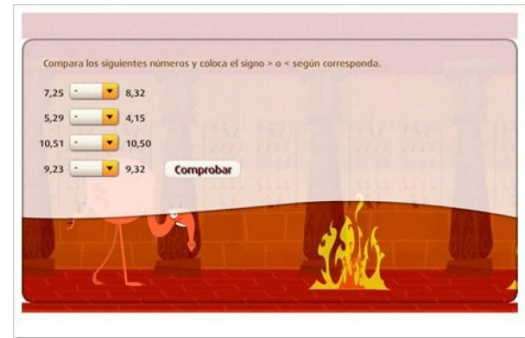 Compara los siguientes números y coloca el signo > o < según corresponda.
7,25 - 8,32
5,29 - 4,15
10,51 - 10,50
9,23 - 9,32 Comprobar